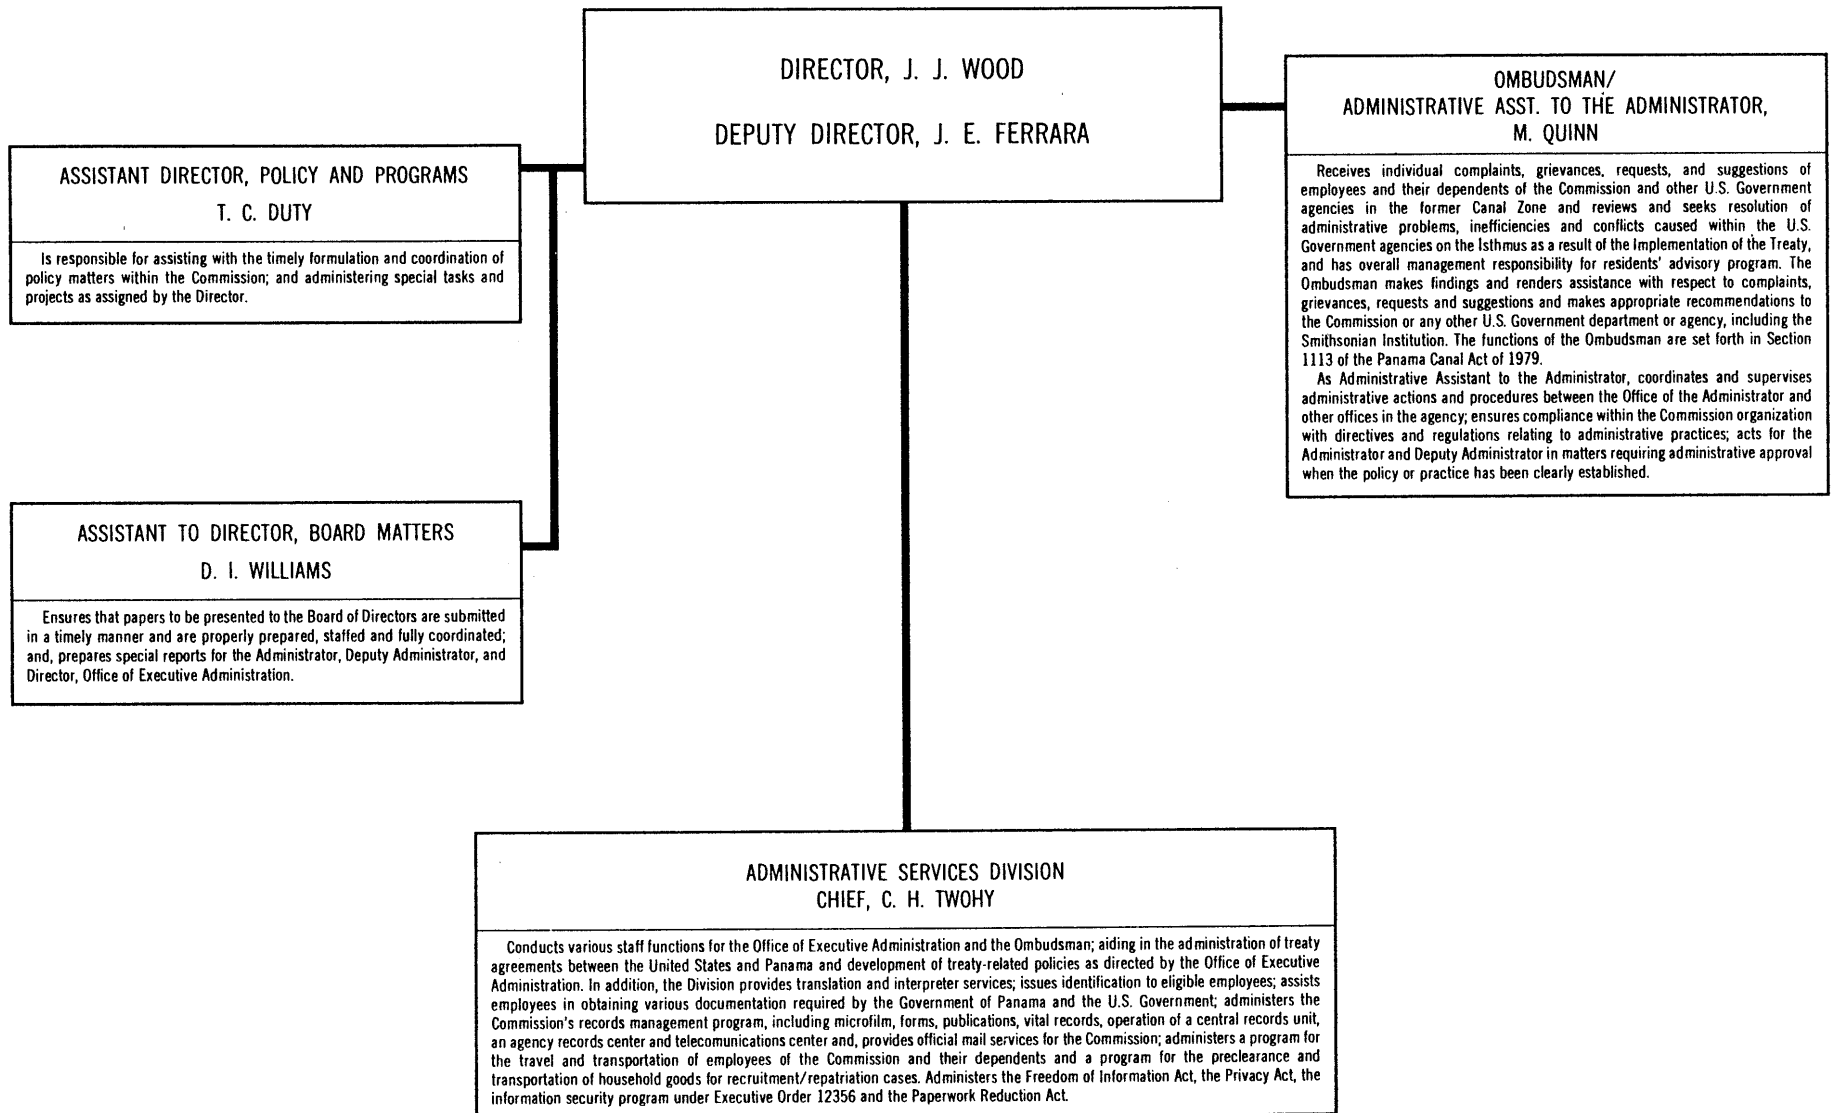 DIRECTOR, J. J. WOOD
DEPUTY DIRECTOR, J. E. FERRARA
OMBUDSMAN/
ADMINISTRATIVE ASST. TO THE ADMINISTRATOR,
M. QUINN
Receives individual complaints, grievances, requests, and suggestions of
employees and their dependents of the Commission and other U.S. Government
agencies in the former Canal Zone and reviews and seeks resolution of
administrative problems, inefficiencies and conflicts caused within the U.S.
Government agencies on the Isthmus as a result of the Implementation of the Treaty,
and has overall management responsibility for residents' advisory program. The
Ombudsman makes findings and renders assistance with respect to complaints,
grievances, requests and suggestions and makes appropriate recommendations to
the Commission or any other U.S. Government department or agency, including the
Smithsonian Institution. The functions of the Ombudsman are set forth in Section
1113 of the Panama Canal Act of 1979.
As Administrative Assistant to the Administrator, coordinates and supervises
administrative actions and procedures between the Office of the Administrator and
other offices in the agency; ensures compliance within the Commission organization
with directives and regulations relating to administrative practices; acts for the
Administrator and Deputy Administrator in matters requiring administrative approval
when the policy or practice has been clearly established.
ASSISTANT DIRECTOR, POLICY AND PROGRAMS
T. C. DUTY
Is responsible for assisting with the timely formulation and coordination of
policy matters within the Commission; and administering special tasks and
projects as assigned by the Director.
ASSISTANT TO DIRECTOR, BOARD MATTERS
D. I. WILLIAMS
Ensures that papers to be presented to the Board of Directors are submitted
in a timely manner and are properly prepared, staffed and fully coordinated;
and, prepares special reports for the Administrator, Deputy Administrator, and
Director, Office of Executive Administration.
ADMINISTRATIVE SERVICES DIVISION
CHIEF, C. H. TWOHY
Conducts various staff functions for the Office of Executive Administration and the Ombudsman; aiding in the administration of treaty
agreements between the United States and Panama and development of treaty-related policies as directed by the Office of Executive
Administration. In addition, the Division provides translation and interpreter services; issues identification to eligible employees; assists
employees in obtaining various documentation required by the Government of Panama and the U.S. Government; administers the
Commission's records management program, including microfilm, forms, publications, vital records, operation of a central records unit,
an agency records center and telecomunications center and, provides official mail services for the Commission; administers a program for
the travel and transportation of employees of the Commission and their dependents and a program for the preclearance and
transportation of household goods for recruitment/repatriation cases. Administers the Freedom of Information Act, the Privacy Act, the
information security program under Executive Order 12356 and the Paperwork Reduction Act.